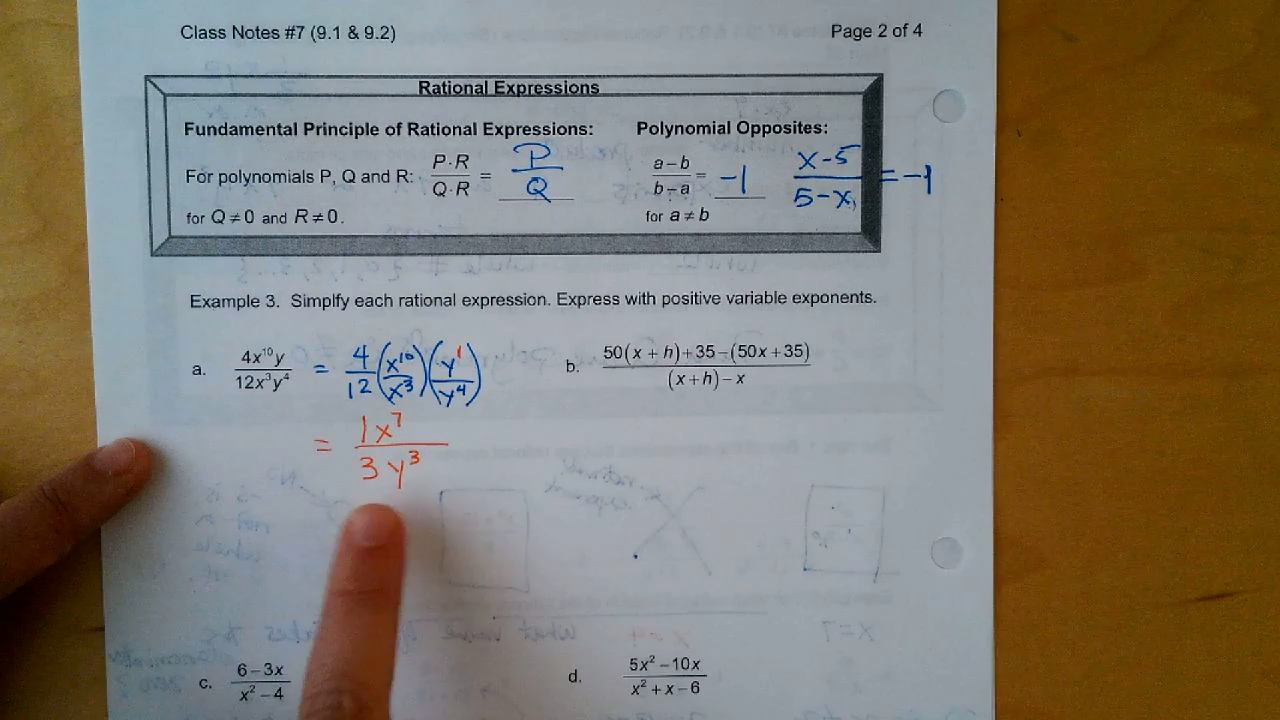 Class Notes #7 (9.1 & 9.2) Page 2 of 4
Rational Expressions
Fundamental Principle of Rational Expressions: Polynomial Opposites:
For polynomials P, Q and R: P·R/Q·R = P/Q a−b/b−a = −1 x−5/5−x = −1
for Q≠0 and R≠0. for a≠b
Example 3. Simplfy each rational expression. Express with positive variable exponents.
a. 4x¹⁰y/12x³y⁴ = 4/12 (x¹⁰/x³)(y¹/y⁴) b. 50(x+h)+35−(50x+35)/(x+h)−x
= 1x⁷/3y³
c. 6−3x/x²−4 d. 5x²−10x/x²+x−6